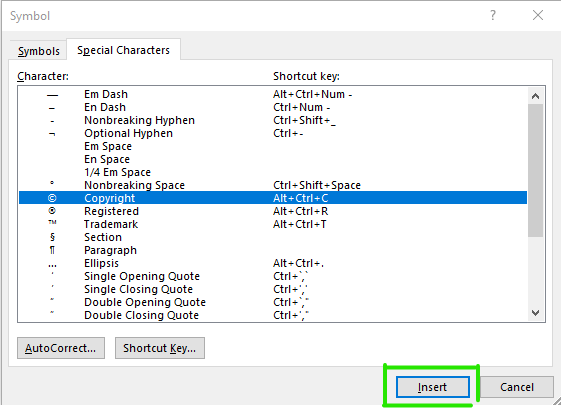 Symbol ? ×
Symbols Special Characters
Character: Shortcut key:
— Em Dash Alt+Ctrl+Num -
– En Dash Ctrl+Num -
- Nonbreaking Hyphen Ctrl+Shift+_
¬ Optional Hyphen Ctrl+-
Em Space
En Space
1/4 Em Space
° Nonbreaking Space Ctrl+Shift+Space
© Copyright Alt+Ctrl+C
® Registered Alt+Ctrl+R
™ Trademark Alt+Ctrl+T
§ Section
¶ Paragraph
… Ellipsis Alt+Ctrl+.
‘ Single Opening Quote Ctrl+`,`
’ Single Closing Quote Ctrl+','
“ Double Opening Quote Ctrl+`,"
” Double Closing Quote Ctrl+',"
AutoCorrect... Shortcut Key...
Insert Cancel